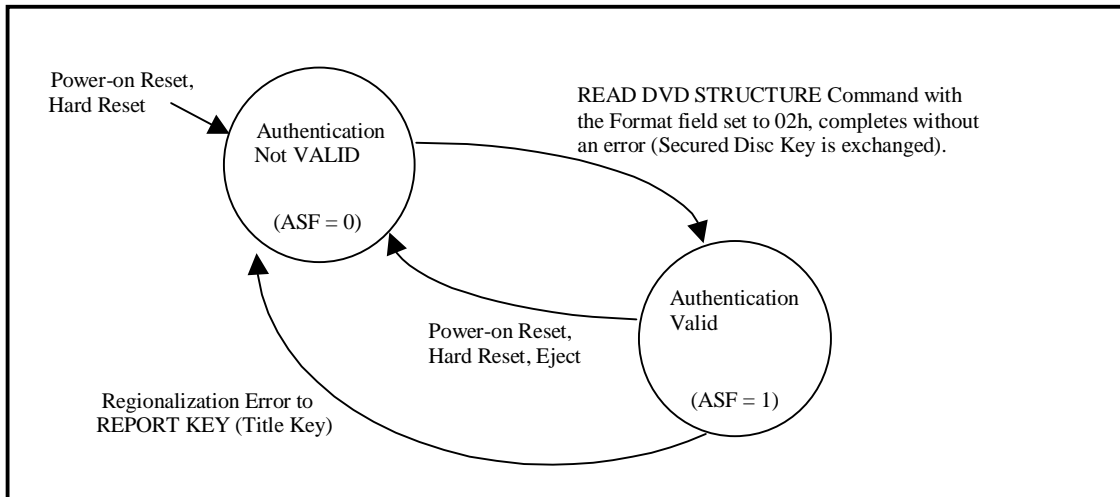 Power-on Reset,
Hard Reset
Authentication
Not VALID
(ASF = 0)
READ DVD STRUCTURE Command with
the Format field set to 02h, completes without
an error (Secured Disc Key is exchanged).
Authentication
Valid
(ASF = 1)
Power-on Reset,
Hard Reset, Eject
Regionalization Error to
REPORT KEY (Title Key)